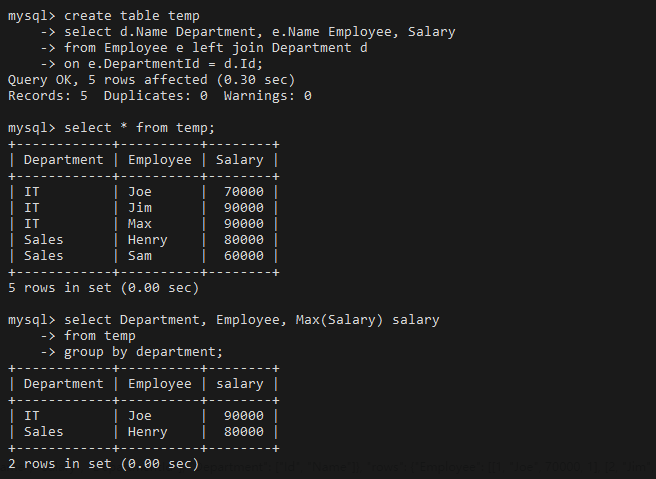 mysql> create table temp
    -> select d.Name Department, e.Name Employee, Salary
    -> from Employee e left join Department d
    -> on e.DepartmentId = d.Id;
Query OK, 5 rows affected (0.30 sec)
Records: 5  Duplicates: 0  Warnings: 0

mysql> select * from temp;
+------------+----------+--------+
| Department | Employee | Salary |
+------------+----------+--------+
| IT         | Joe      |  70000 |
| IT         | Jim      |  90000 |
| IT         | Max      |  90000 |
| Sales      | Henry    |  80000 |
| Sales      | Sam      |  60000 |
+------------+----------+--------+
5 rows in set (0.00 sec)

mysql> select Department, Employee, Max(Salary) salary
    -> from temp
    -> group by department;
+------------+----------+--------+
| Department | Employee | salary |
+------------+----------+--------+
| IT         | Joe      |  90000 |
| Sales      | Henry    |  80000 |
+------------+----------+--------+
2 rows in set (0.00 sec)